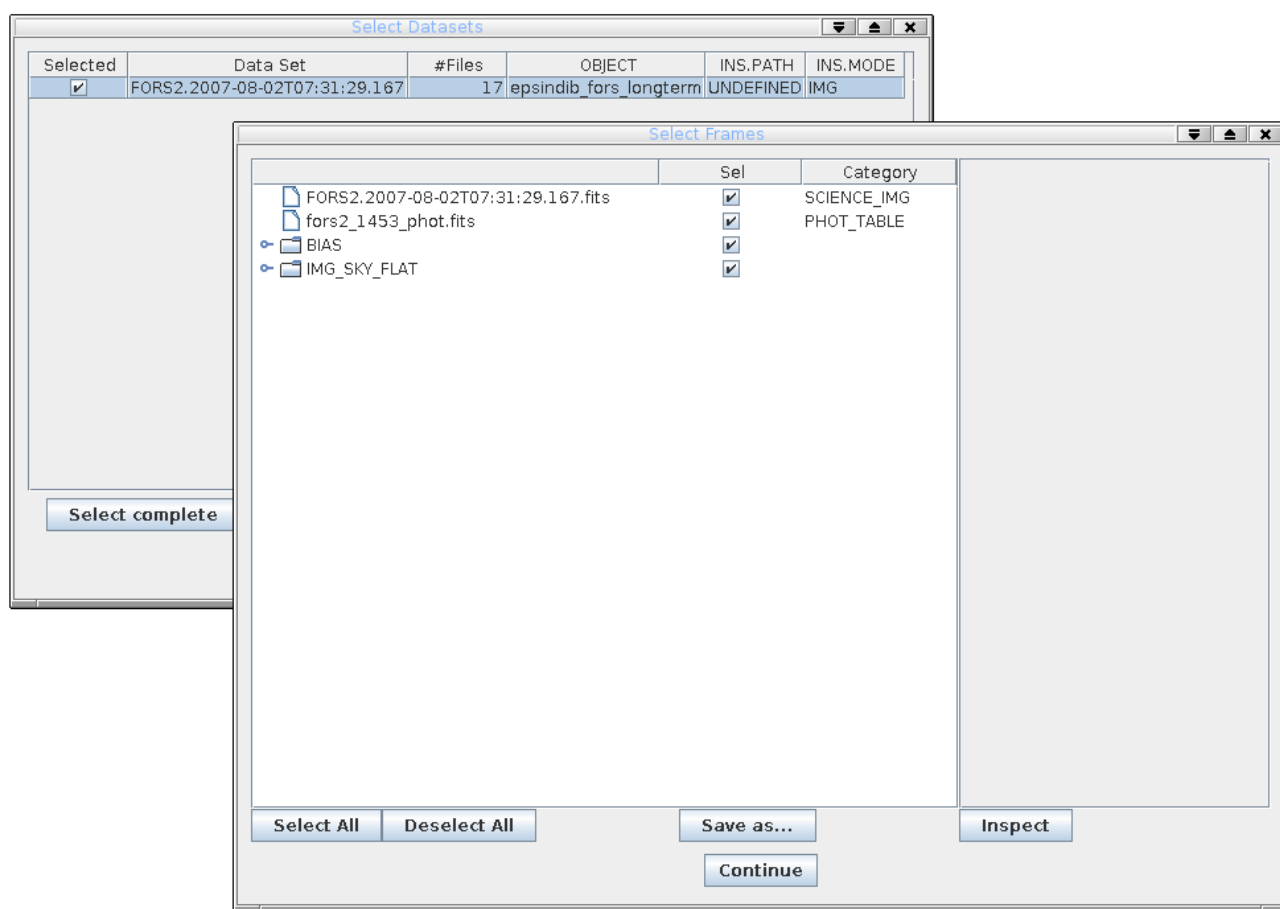 Select Datasets
Selected Data Set #Files OBJECT INS.PATH INS.MODE
FORS2.2007-08-02T07:31:29.167 17 epsindib_fors_longterm UNDEFINED IMG
Select complete
Select Frames
Sel Category
FORS2.2007-08-02T07:31:29.167.fits SCIENCE_IMG
fors2_1453_phot.fits PHOT_TABLE
BIAS
IMG_SKY_FLAT
Select All Deselect All Save as... Inspect
Continue